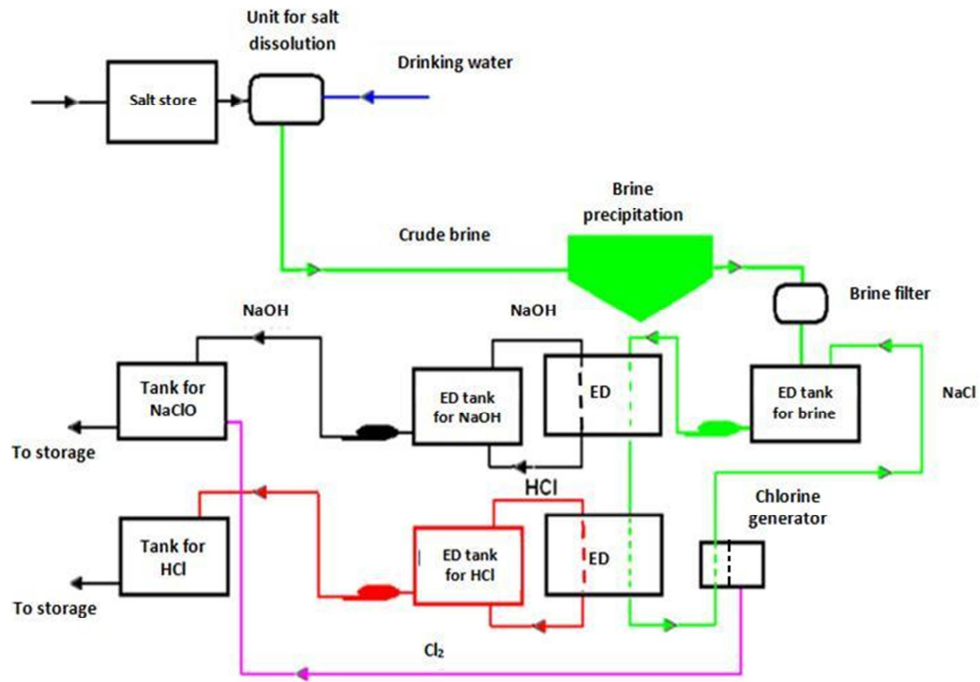 Unit for salt
dissolution
Drinking water
Salt store
Brine
precipitation
Crude brine
Brine filter
NaOH
NaOH
Tank for
NaClO
ED tank
for NaOH
ED
ED tank
for brine
NaCl
To storage
HCl
Chlorine
generator
Tank for
HCl
ED tank
for HCl
ED
To storage
Cl₂